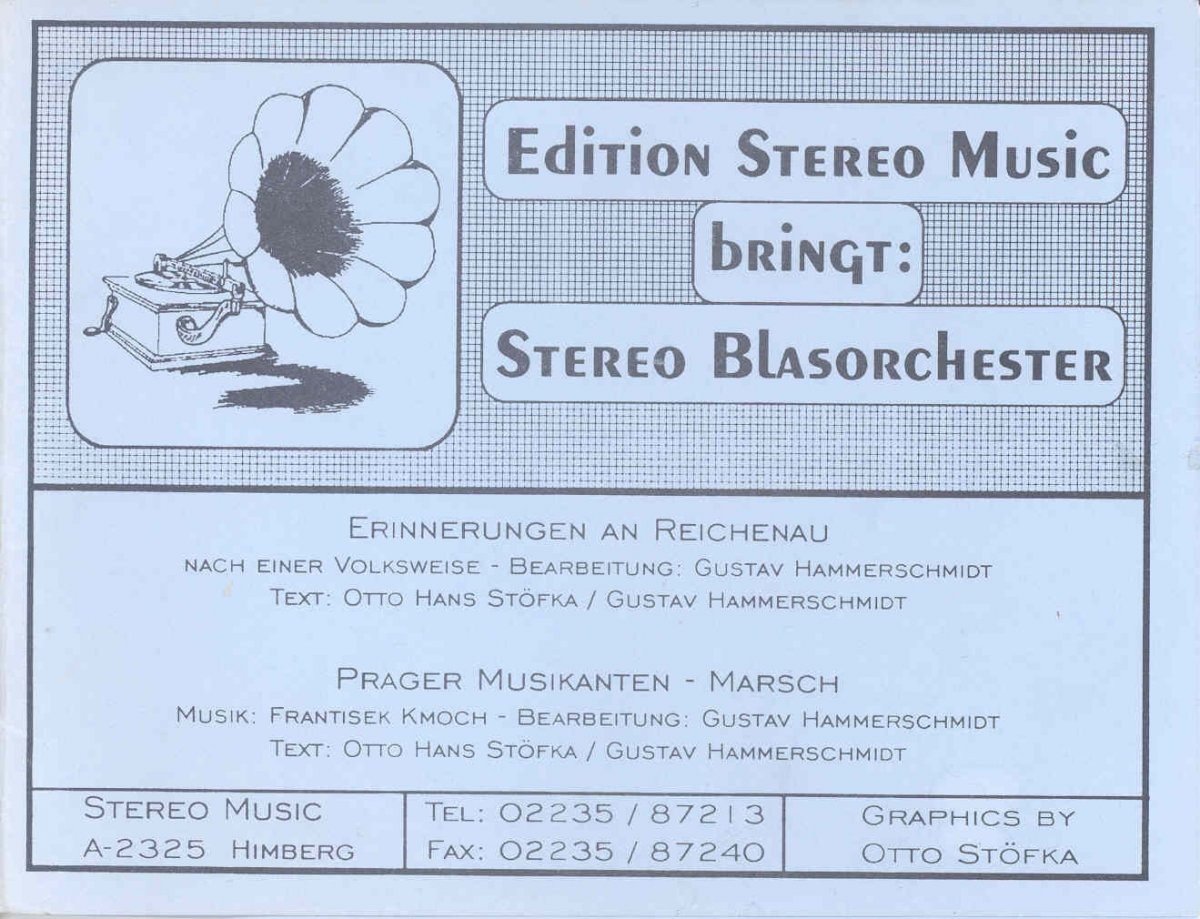 Edition Stereo Music
bringt:
Stereo Blasorchester
Erinnerungen an Reichenau
nach einer Volksweise - Bearbeitung: Gustav Hammerschmidt
Text: Otto Hans Stöfka / Gustav Hammerschmidt
Prager Musikanten - Marsch
Musik: Frantisek Kmoch - Bearbeitung: Gustav Hammerschmidt
Text: Otto Hans Stöfka / Gustav Hammerschmidt
Stereo Music
A-2325 Himberg
Tel: 02235 / 87213
Fax: 02235 / 87240
Graphics by
Otto Stöfka